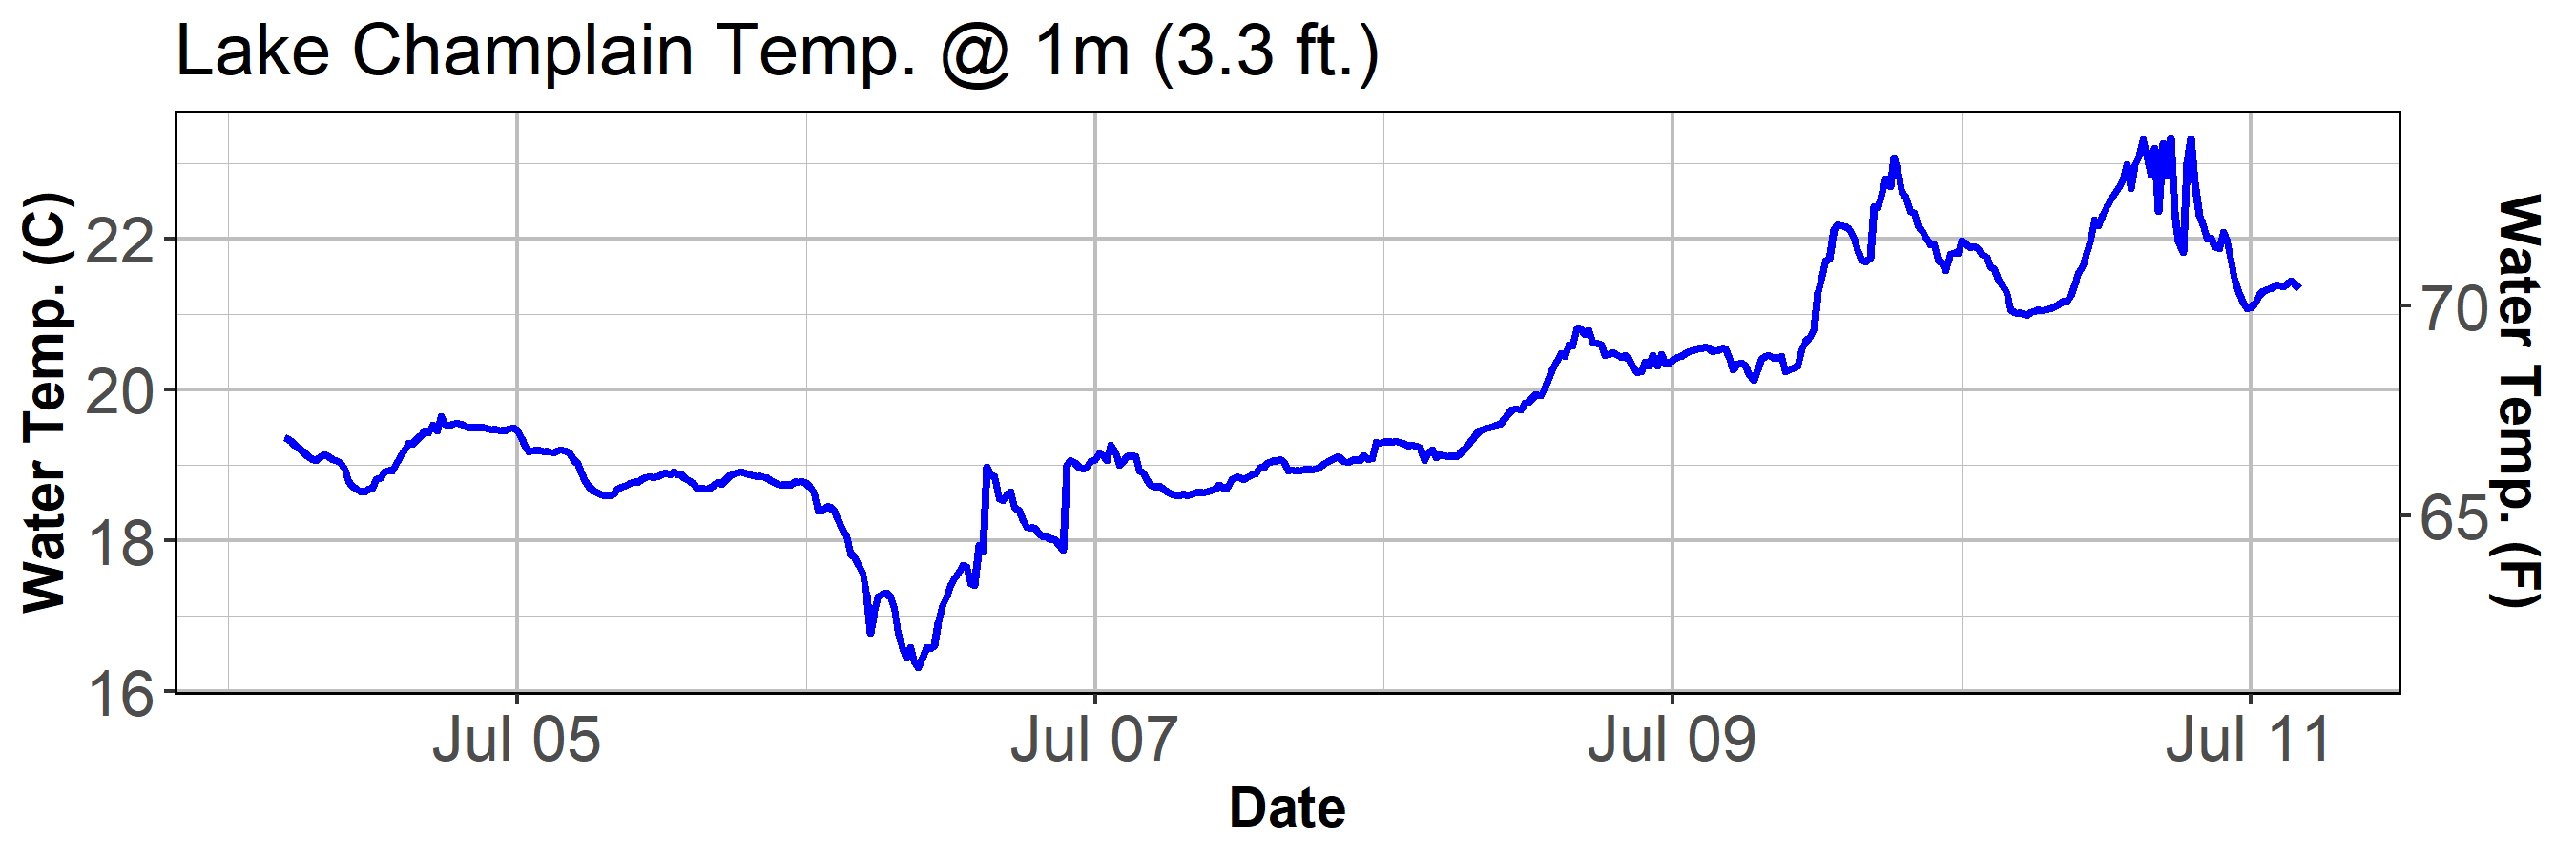 Lake Champlain Temp. @ 1m (3.3 ft.)
Water Temp. (C)
22
20
18
16
70
65
Water Temp. (F)
Jul 05
Jul 07
Jul 09
Jul 11
Date